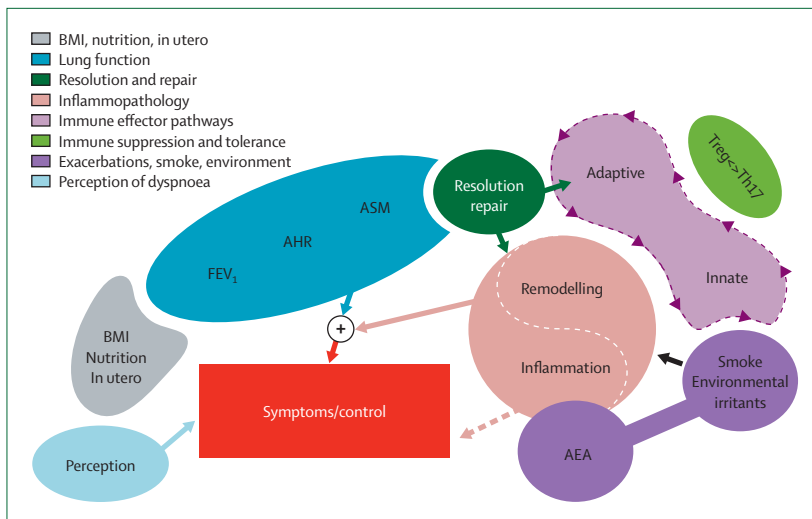 BMI, nutrition, in utero
Lung function
Resolution and repair
Inflammopathology
Immune effector pathways
Immune suppression and tolerance
Exacerbations, smoke, environment
Perception of dyspnoea
Resolution
repair
Adaptive
Treg<>Th17
ASM
AHR
FEV₁
Innate
Remodelling
+
BMI
Nutrition
In utero
Inflammation
Smoke
Environmental
irritants
Symptoms/control
AEA
Perception